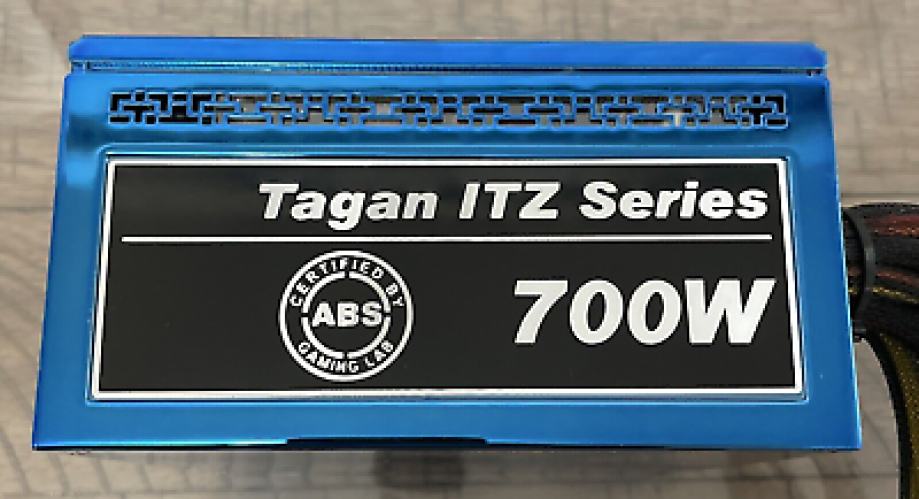 Tagan ITZ Series
CERTIFIED BY
ABS
GAMING LAB
700W